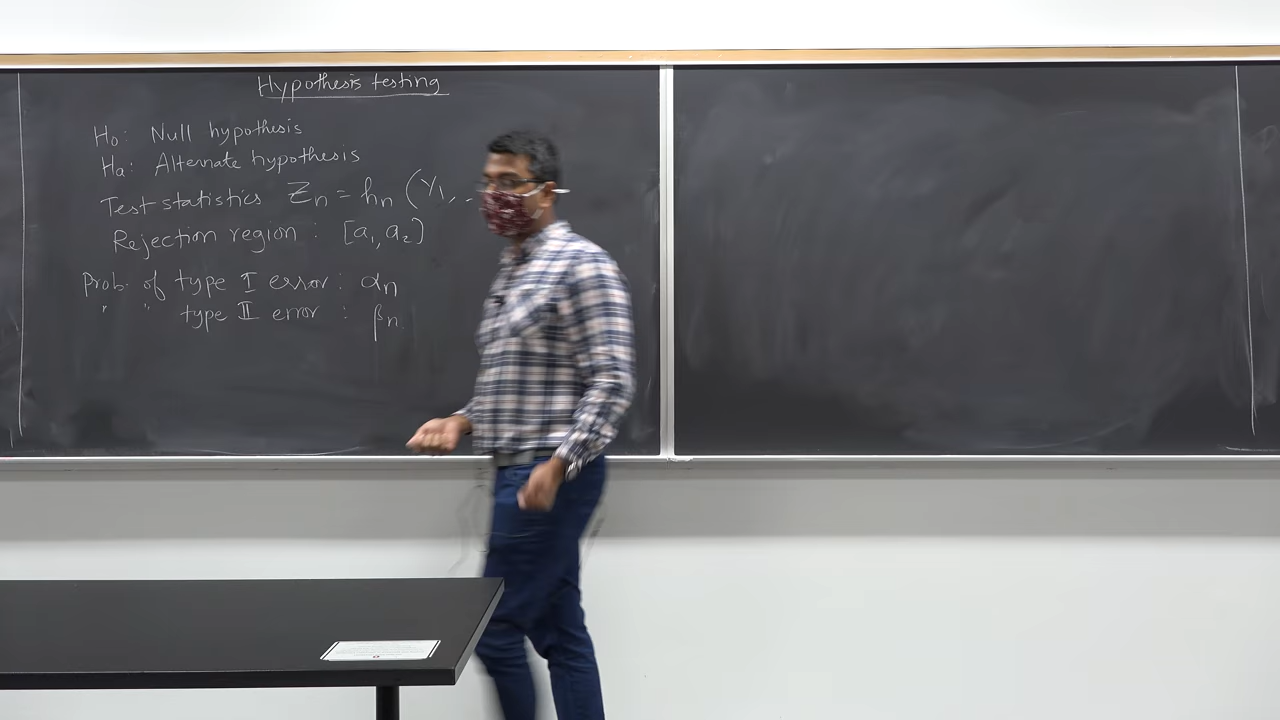 Hypothesis testing
Ho: Null hypothesis
Ha: Alternate hypothesis
Test statistics Zn = hn (Y1, ..
Rejection region : [a1, a2]
Prob. of type I error : αn
" " type II error : βn